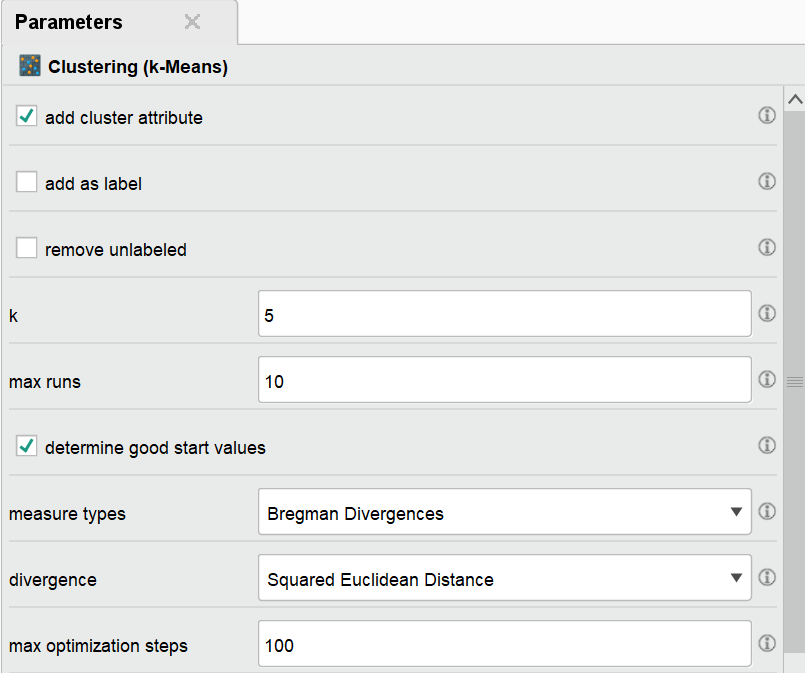 Parameters
Clustering (k-Means)
add cluster attribute
add as label
remove unlabeled
k 5
max runs 10
determine good start values
measure types Bregman Divergences
divergence Squared Euclidean Distance
max optimization steps 100